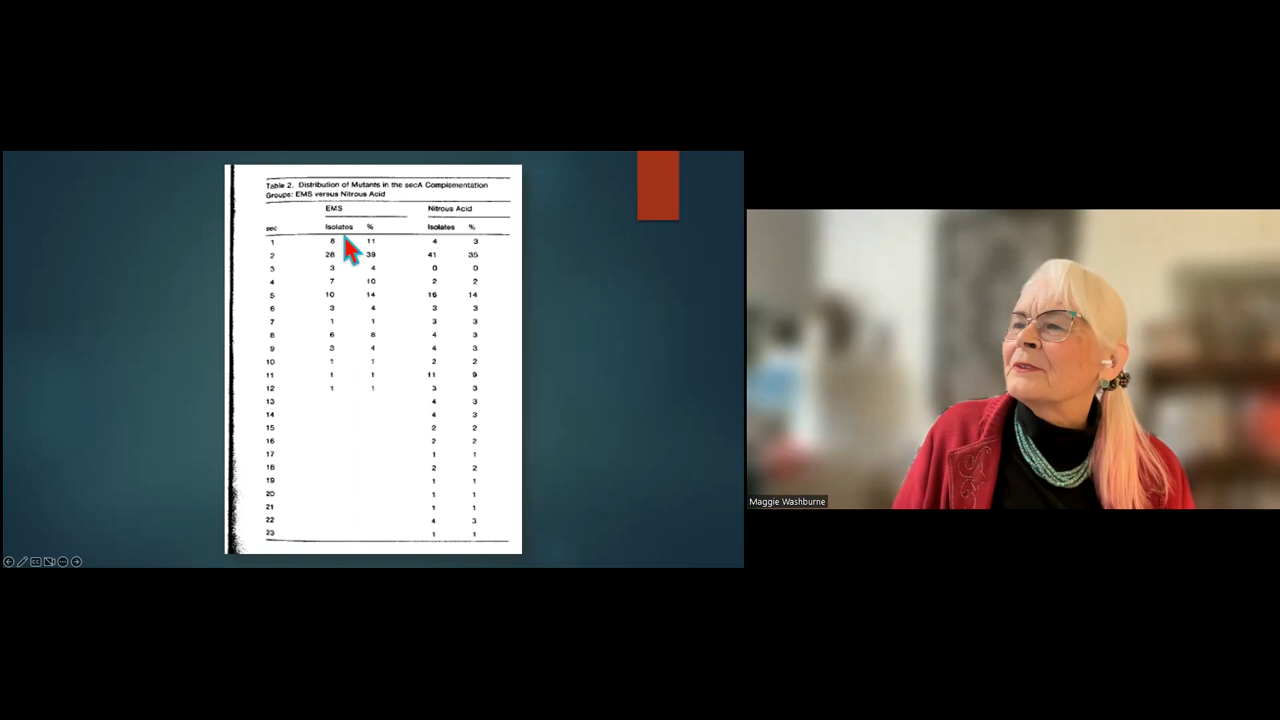 Table 2. Distribution of Mutants in the secA Complementation
Groups: EMS versus Nitrous Acid
EMS Nitrous Acid
sec Isolates % Isolates %
1 8 11 4 3
2 28 39 41 35
3 3 4 0 0
4 7 10 2 2
5 10 14 16 14
6 3 4 3 3
7 1 1 3 3
8 6 8 4 3
9 3 4 4 3
10 1 1 2 2
11 1 1 11 9
12 1 1 3 3
13 4 3
14 4 3
15 2 2
16 2 2
17 1 1
18 2 2
19 1 1
20 1 1
21 1 1
22 4 3
23 1 1
Maggie Washburne
CC